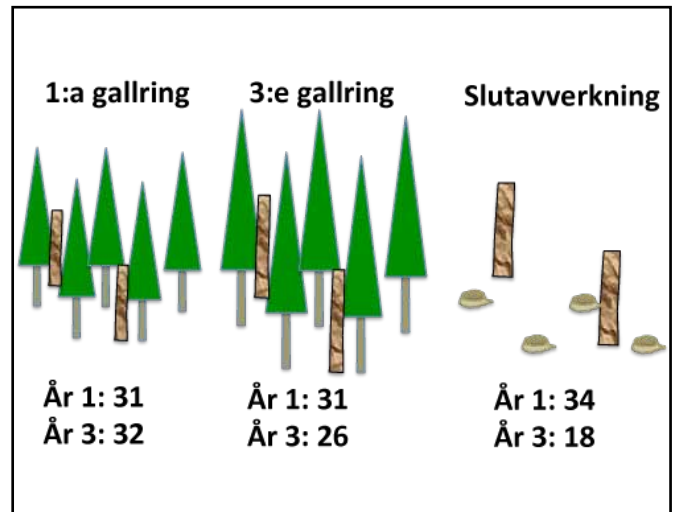 1:a gallring
3:e gallring
Slutavverkning
År 1: 31
År 3: 32
År 1: 31
År 3: 26
År 1: 34
År 3: 18